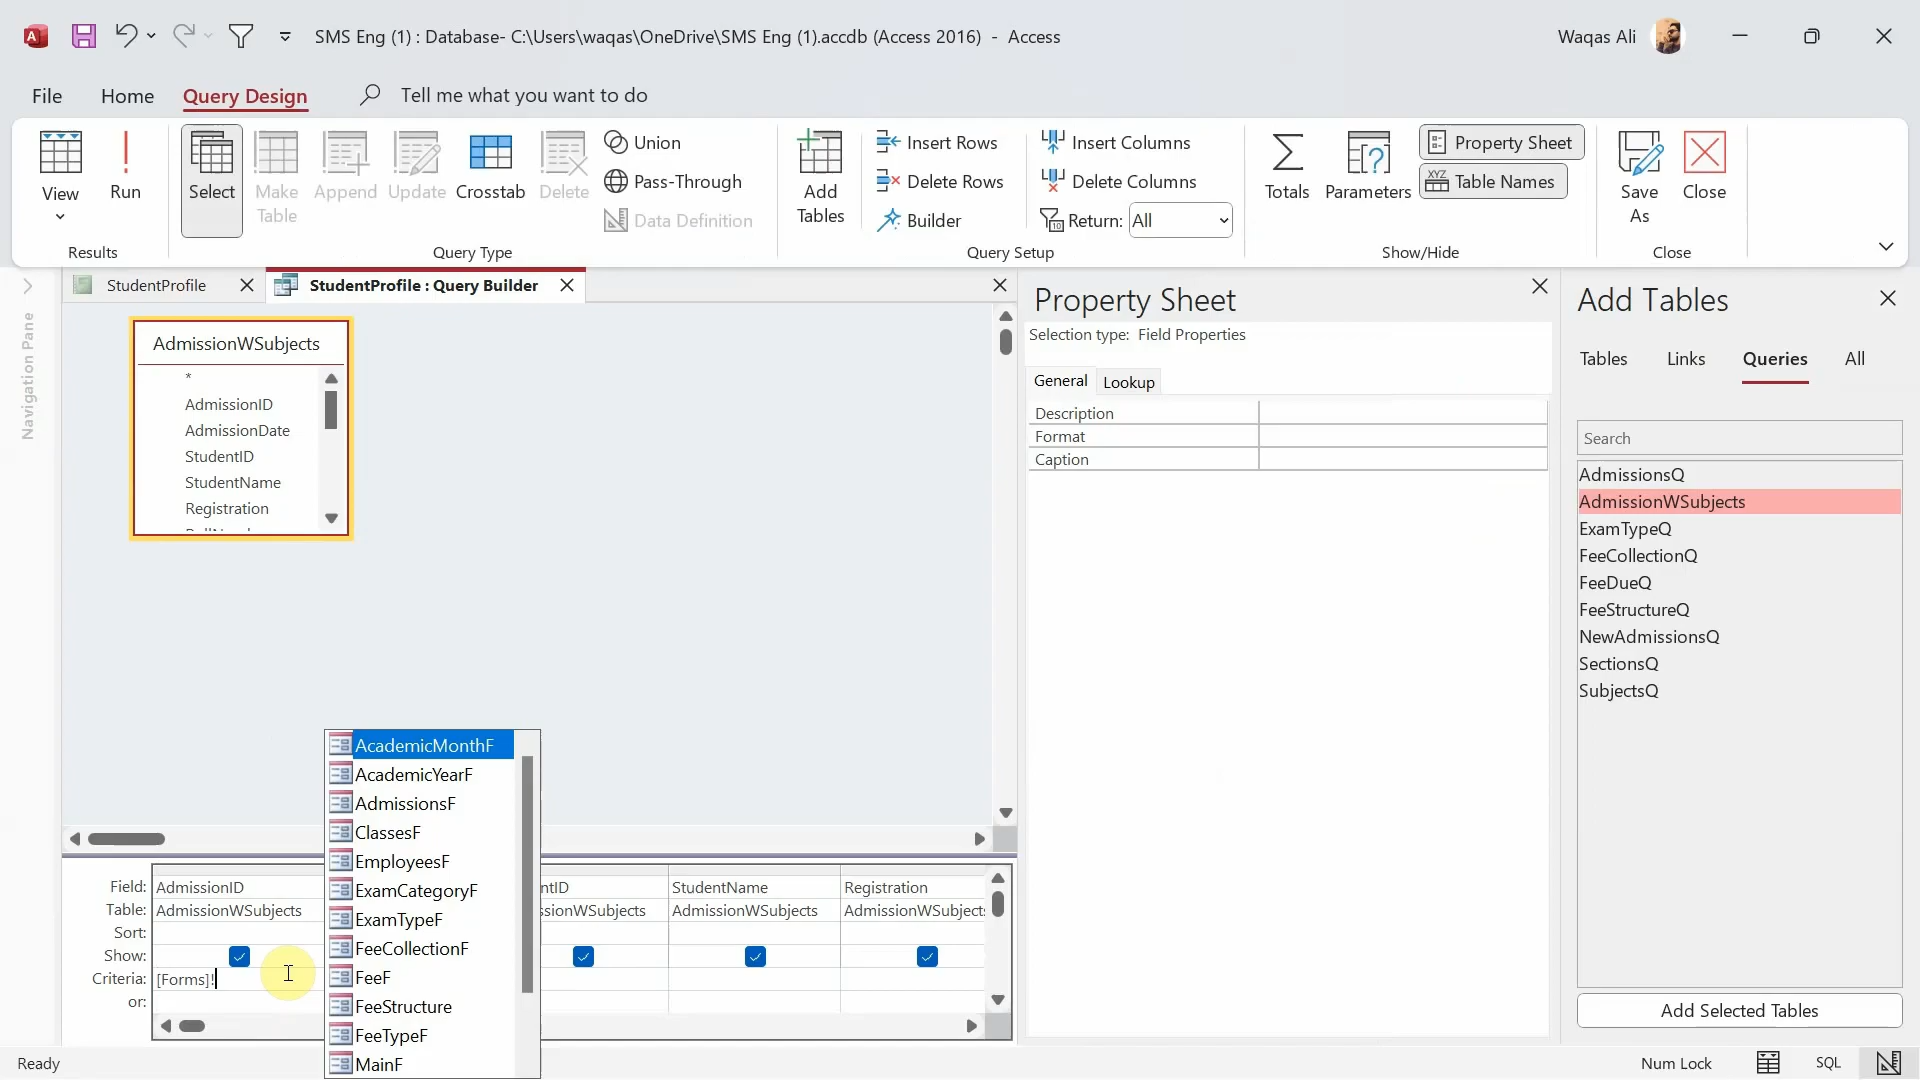 SMS Eng (1) : Database- C:\Users\waqas\OneDrive\SMS Eng (1).accdb (Access 2016) - Access
Waqas Ali
File
Home
Query Design
Tell me what you want to do
View
Run
Results
Select
Make Table
Append
Update
Crosstab
Delete
Union
Pass-Through
Data Definition
Query Type
Add Tables
Insert Rows
Delete Rows
Builder
Insert Columns
Delete Columns
Return: All
Query Setup
Totals
Parameters
Property Sheet
XYZ Table Names
Show/Hide
Save As
Close
Close
Navigation Pane
StudentProfile
StudentProfile : Query Builder
AdmissionWSubjects
*
AdmissionID
AdmissionDate
StudentID
StudentName
Registration
Property Sheet
Selection type: Field Properties
General
Lookup
Description
Format
Caption
Add Tables
Tables
Links
Queries
All
Search
AdmissionsQ
AdmissionWSubjects
ExamTypeQ
FeeCollectionQ
FeeDueQ
FeeStructureQ
NewAdmissionsQ
SectionsQ
SubjectsQ
Add Selected Tables
AcademicMonthF
AcademicYearF
AdmissionsF
ClassesF
EmployeesF
ExamCategoryF
ExamTypeF
FeeCollectionF
FeeF
FeeStructure
FeeTypeF
MainF
Field: AdmissionID ntID StudentName Registration
Table: AdmissionWSubjects ssionWSubjects AdmissionWSubjects AdmissionWSubjects
Sort:
Show:
Criteria: [Forms]!
or:
Ready
Num Lock
SQL